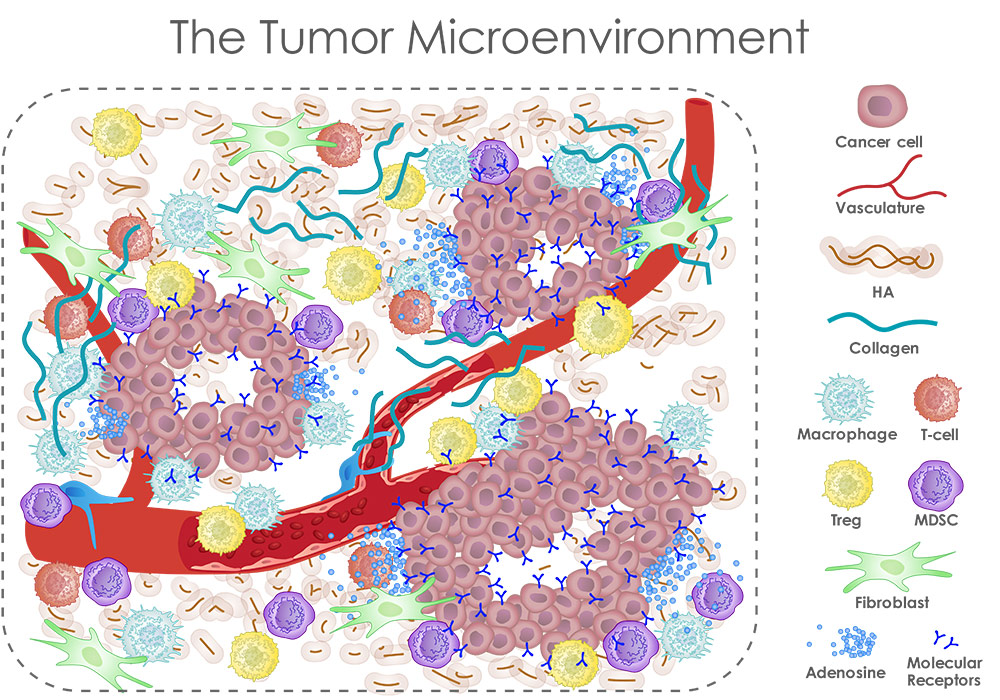 The Tumor Microenvironment
Cancer cell
Vasculature
HA
Collagen
Macrophage
T-cell
Treg
MDSC
Fibroblast
Adenosine
Molecular
Receptors